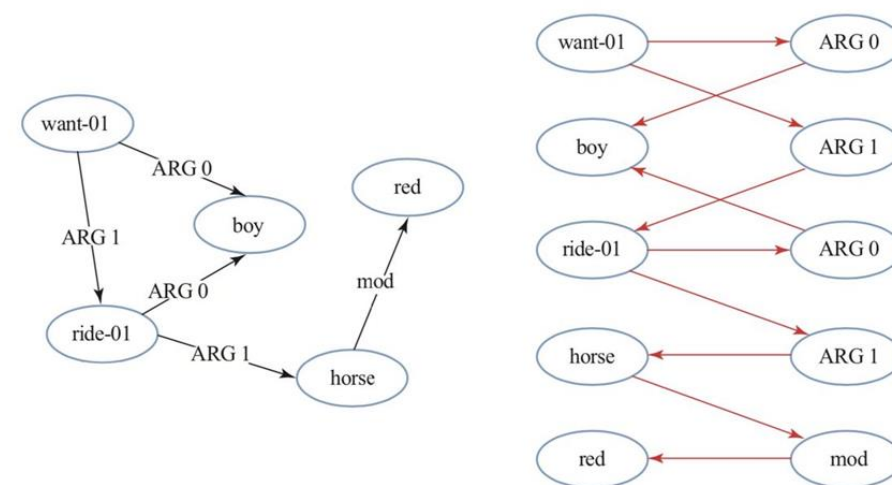 want-01
ARG 0
red
boy
ARG 1
ARG 0
mod
ride-01
ARG 1
horse
want-01 ARG 0
boy ARG 1
ride-01 ARG 0
horse ARG 1
red mod